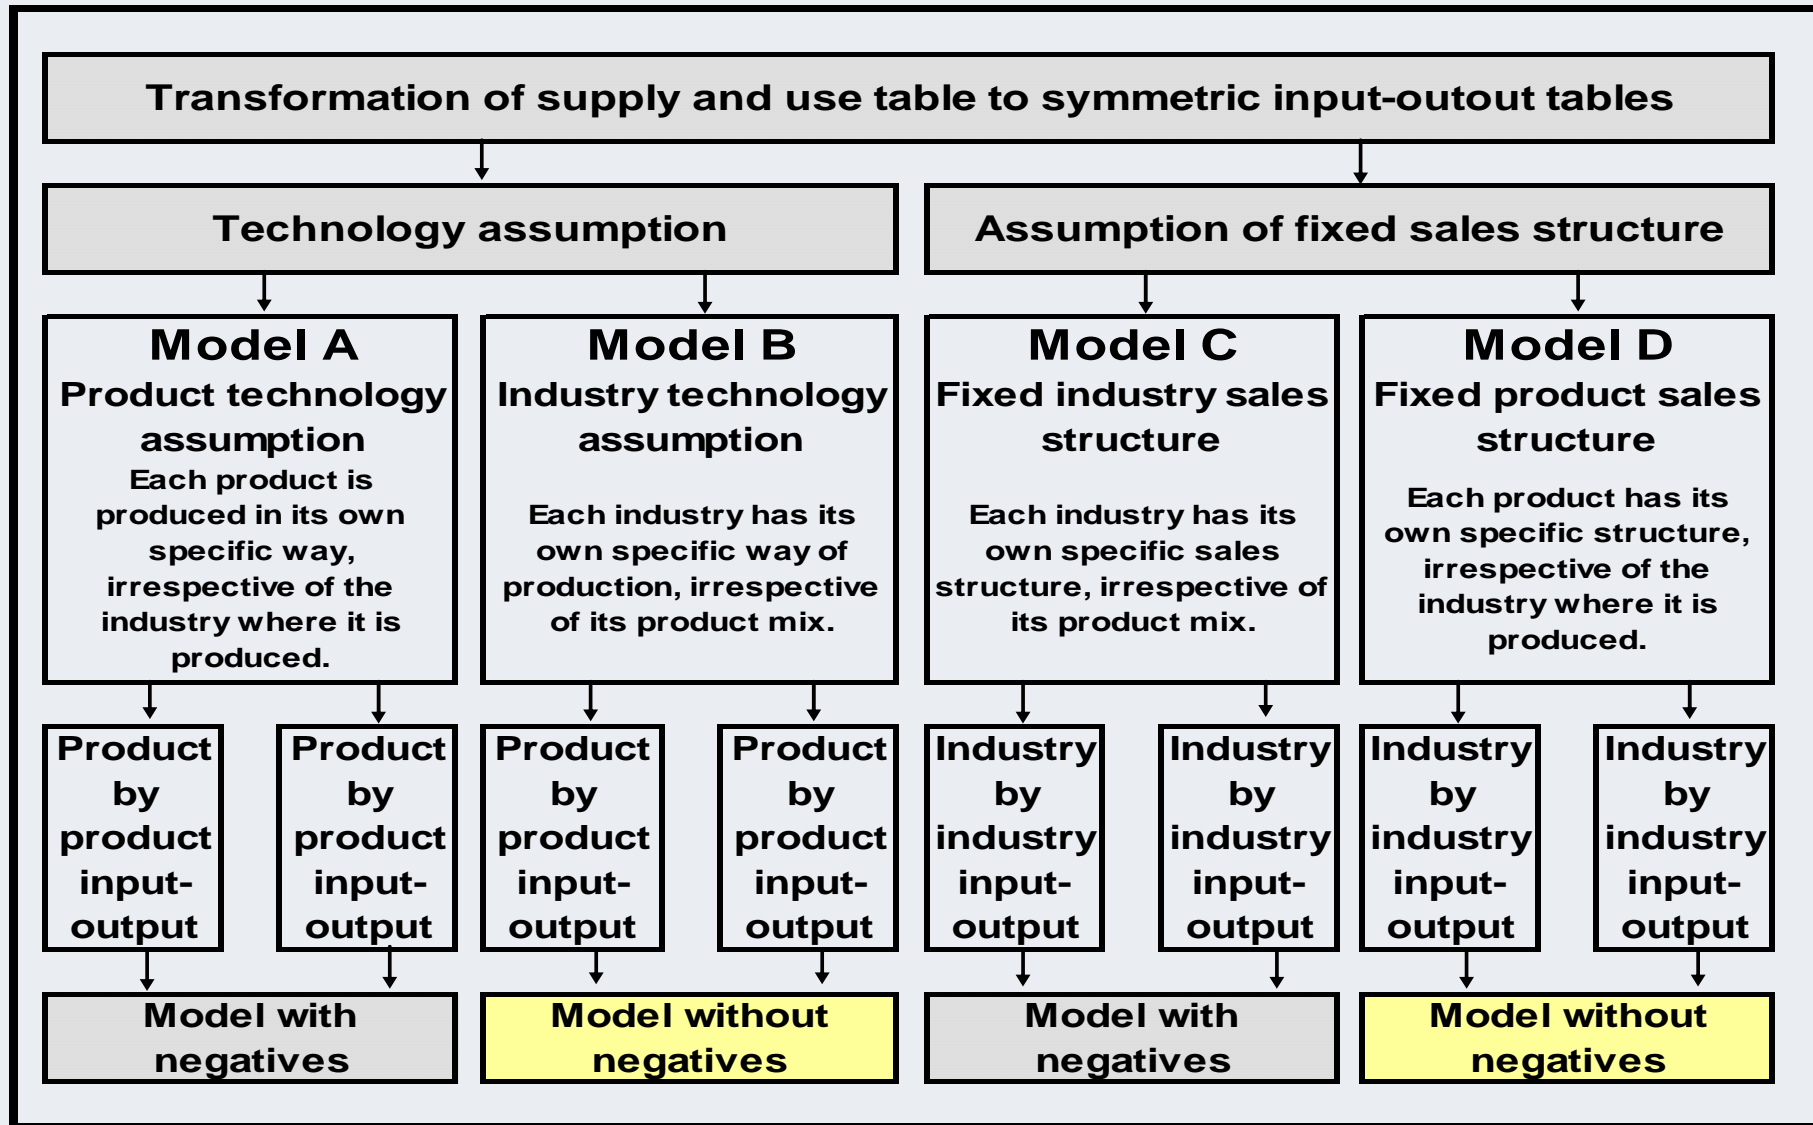 Transformation of supply and use table to symmetric input-outout tables
Technology assumption
Assumption of fixed sales structure
Model A
Product technology
assumption
Each product is
produced in its own
specific way,
irrespective of the
industry where it is
produced.
Model B
Industry technology
assumption
Each industry has its
own specific way of
production, irrespective
of its product mix.
Model C
Fixed industry sales
structure
Each industry has its
own specific sales
structure, irrespective of
its product mix.
Model D
Fixed product sales
structure
Each product has its
own specific structure,
irrespective of the
industry where it is
produced.
Product
by
product
input-
output
Product
by
product
input-
output
Product
by
product
input-
output
Product
by
product
input-
output
Industry
by
industry
input-
output
Industry
by
industry
input-
output
Industry
by
industry
input-
output
Industry
by
industry
input-
output
Model with
negatives
Model without
negatives
Model with
negatives
Model without
negatives